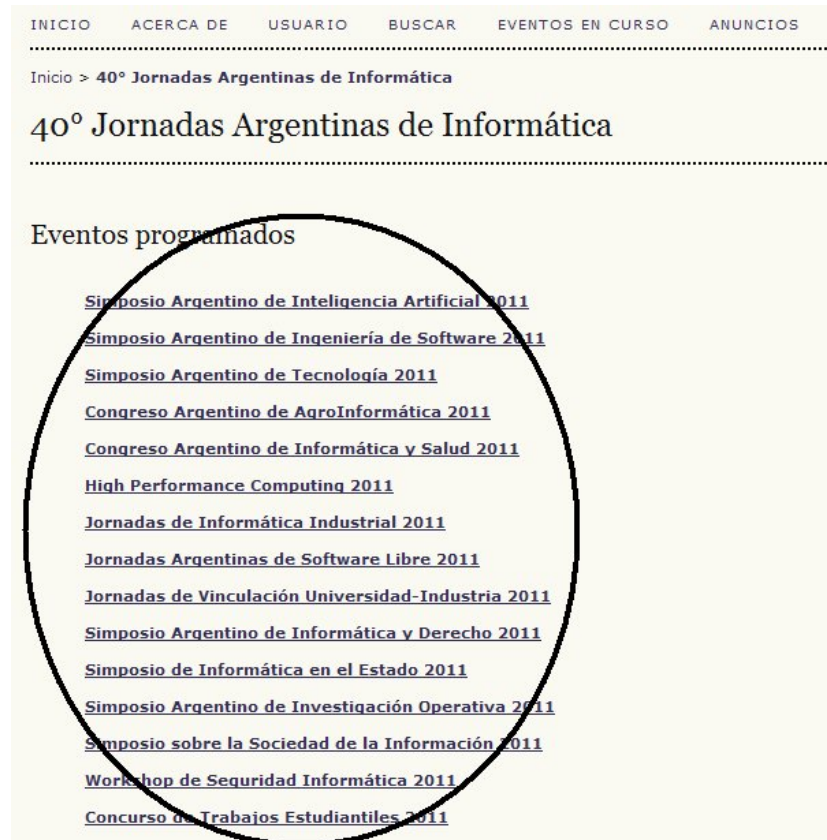 INICIO ACERCA DE USUARIO BUSCAR EVENTOS EN CURSO ANUNCIOS
Inicio > 40° Jornadas Argentinas de Informática
40° Jornadas Argentinas de Informática
Eventos programados
Simposio Argentino de Inteligencia Artificial 2011
Simposio Argentino de Ingeniería de Software 2011
Simposio Argentino de Tecnología 2011
Congreso Argentino de AgroInformática 2011
Congreso Argentino de Informática y Salud 2011
High Performance Computing 2011
Jornadas de Informática Industrial 2011
Jornadas Argentinas de Software Libre 2011
Jornadas de Vinculación Universidad-Industria 2011
Simposio Argentino de Informática y Derecho 2011
Simposio de Informática en el Estado 2011
Simposio Argentino de Investigación Operativa 2011
Simposio sobre la Sociedad de la Información 2011
Workshop de Seguridad Informática 2011
Concurso de Trabajos Estudiantiles 2011